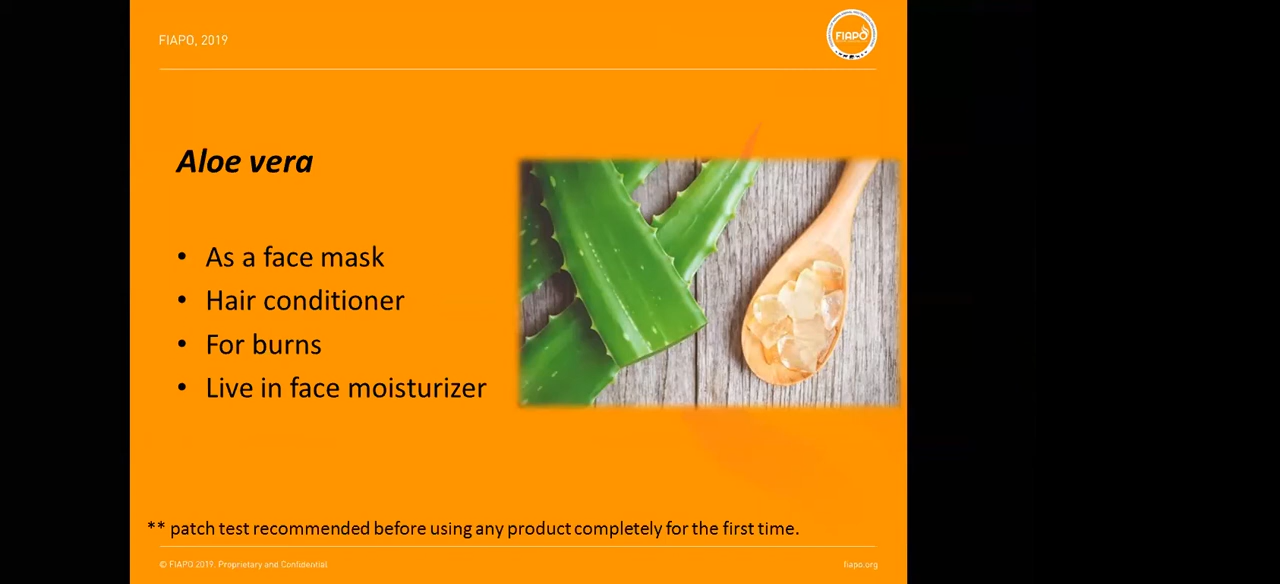 FIAPO, 2019
FIAPO
Aloe vera
• As a face mask
• Hair conditioner
• For burns
• Live in face moisturizer
** patch test recommended before using any product completely for the first time.
© FIAPO 2019. Proprietary and Confidential
fiapo.org